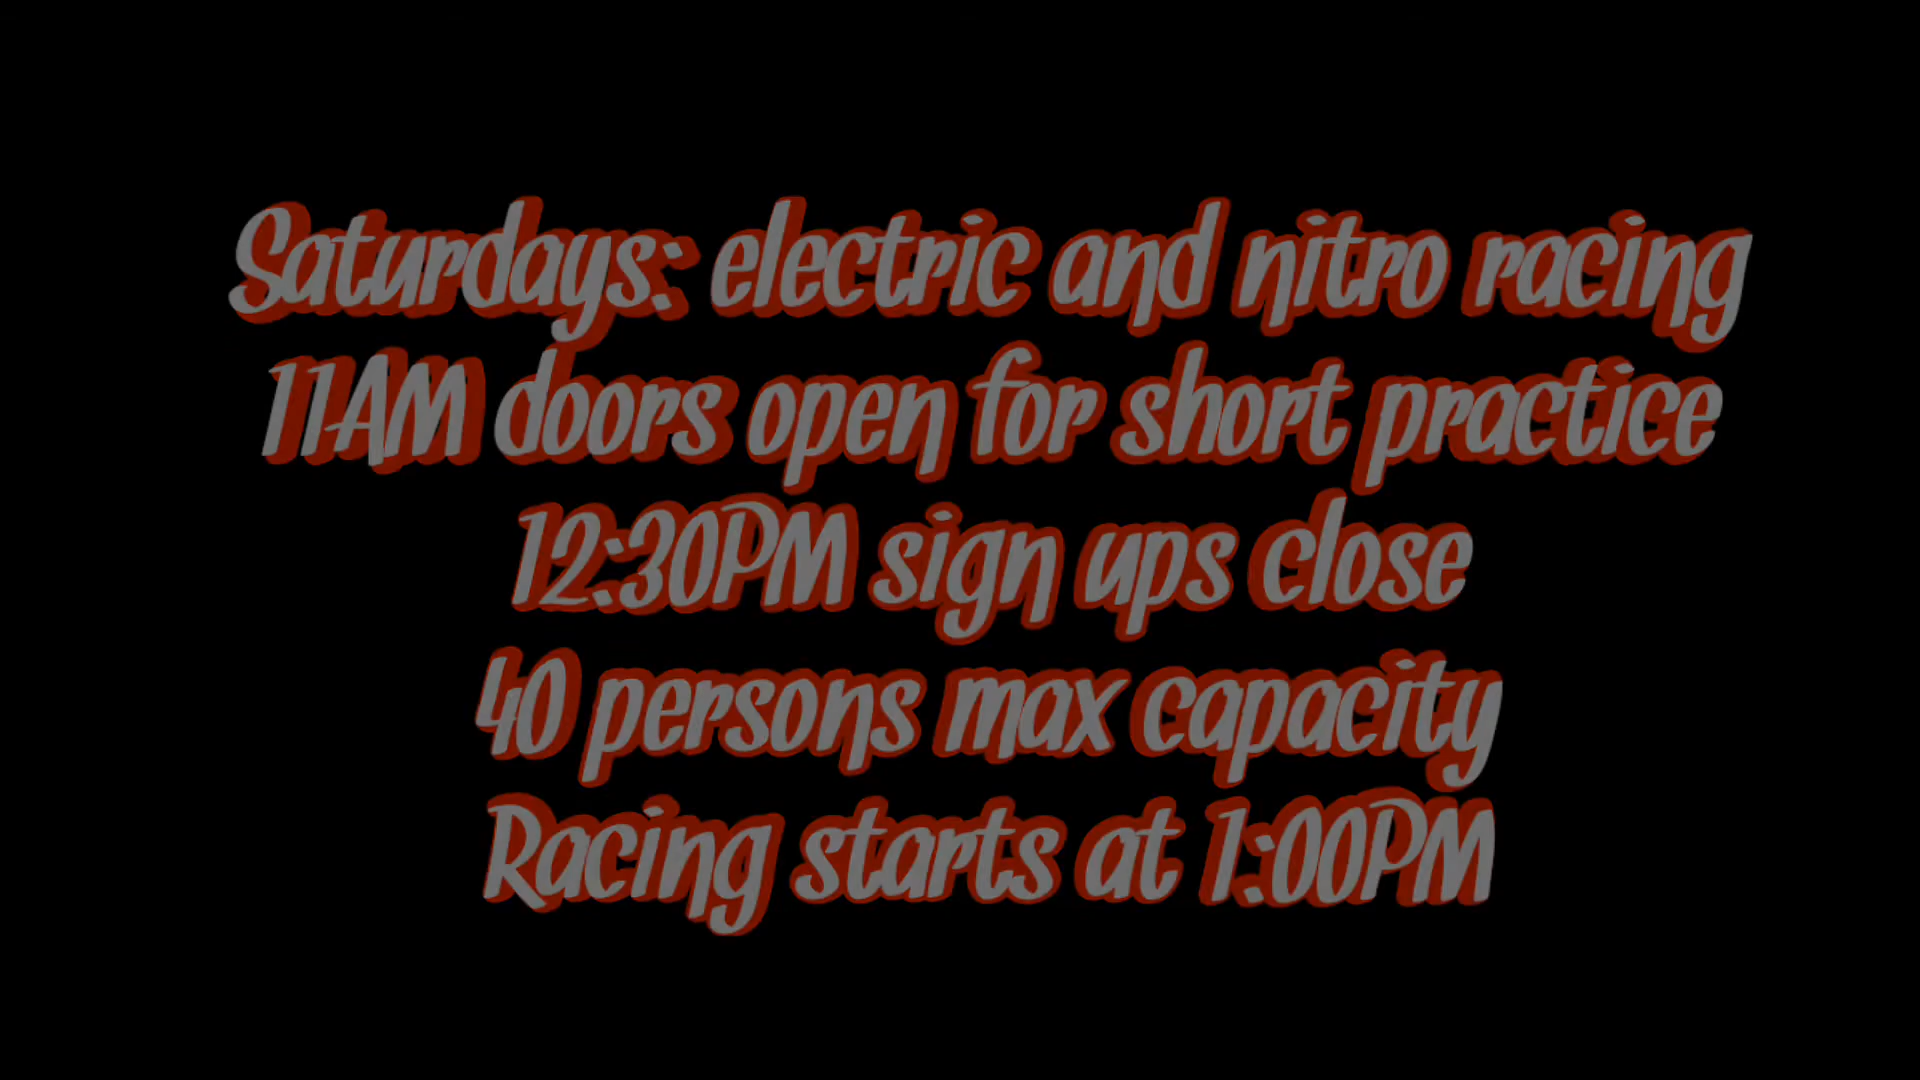 Saturdays: electric and nitro racing
11AM doors open for short practice
12:30PM sign ups close
40 persons max capacity
Racing starts at 1:00PM